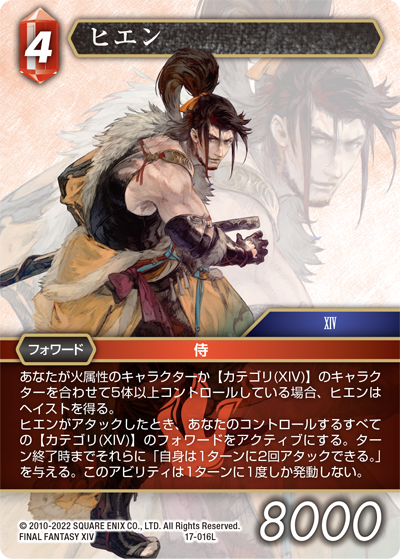 4
ヒエン
XIV
フォワード
侍
あなたが火属性のキャラクターか【カテゴリ(XIV)】のキャラク
ターを合わせて5体以上コントロールしている場合、ヒエンは
ヘイストを得る。
ヒエンがアタックしたとき、あなたのコントロールするすべて
の【カテゴリ(XIV)】のフォワードをアクティブにする。ター
ン終了時までそれらに「自身は1ターンに2回アタックできる。」
を与える。このアビリティは1ターンに1度しか発動しない。
© 2010-2022 SQUARE ENIX CO., LTD. All Rights Reserved.
FINAL FANTASY XIV
17-016L
8000